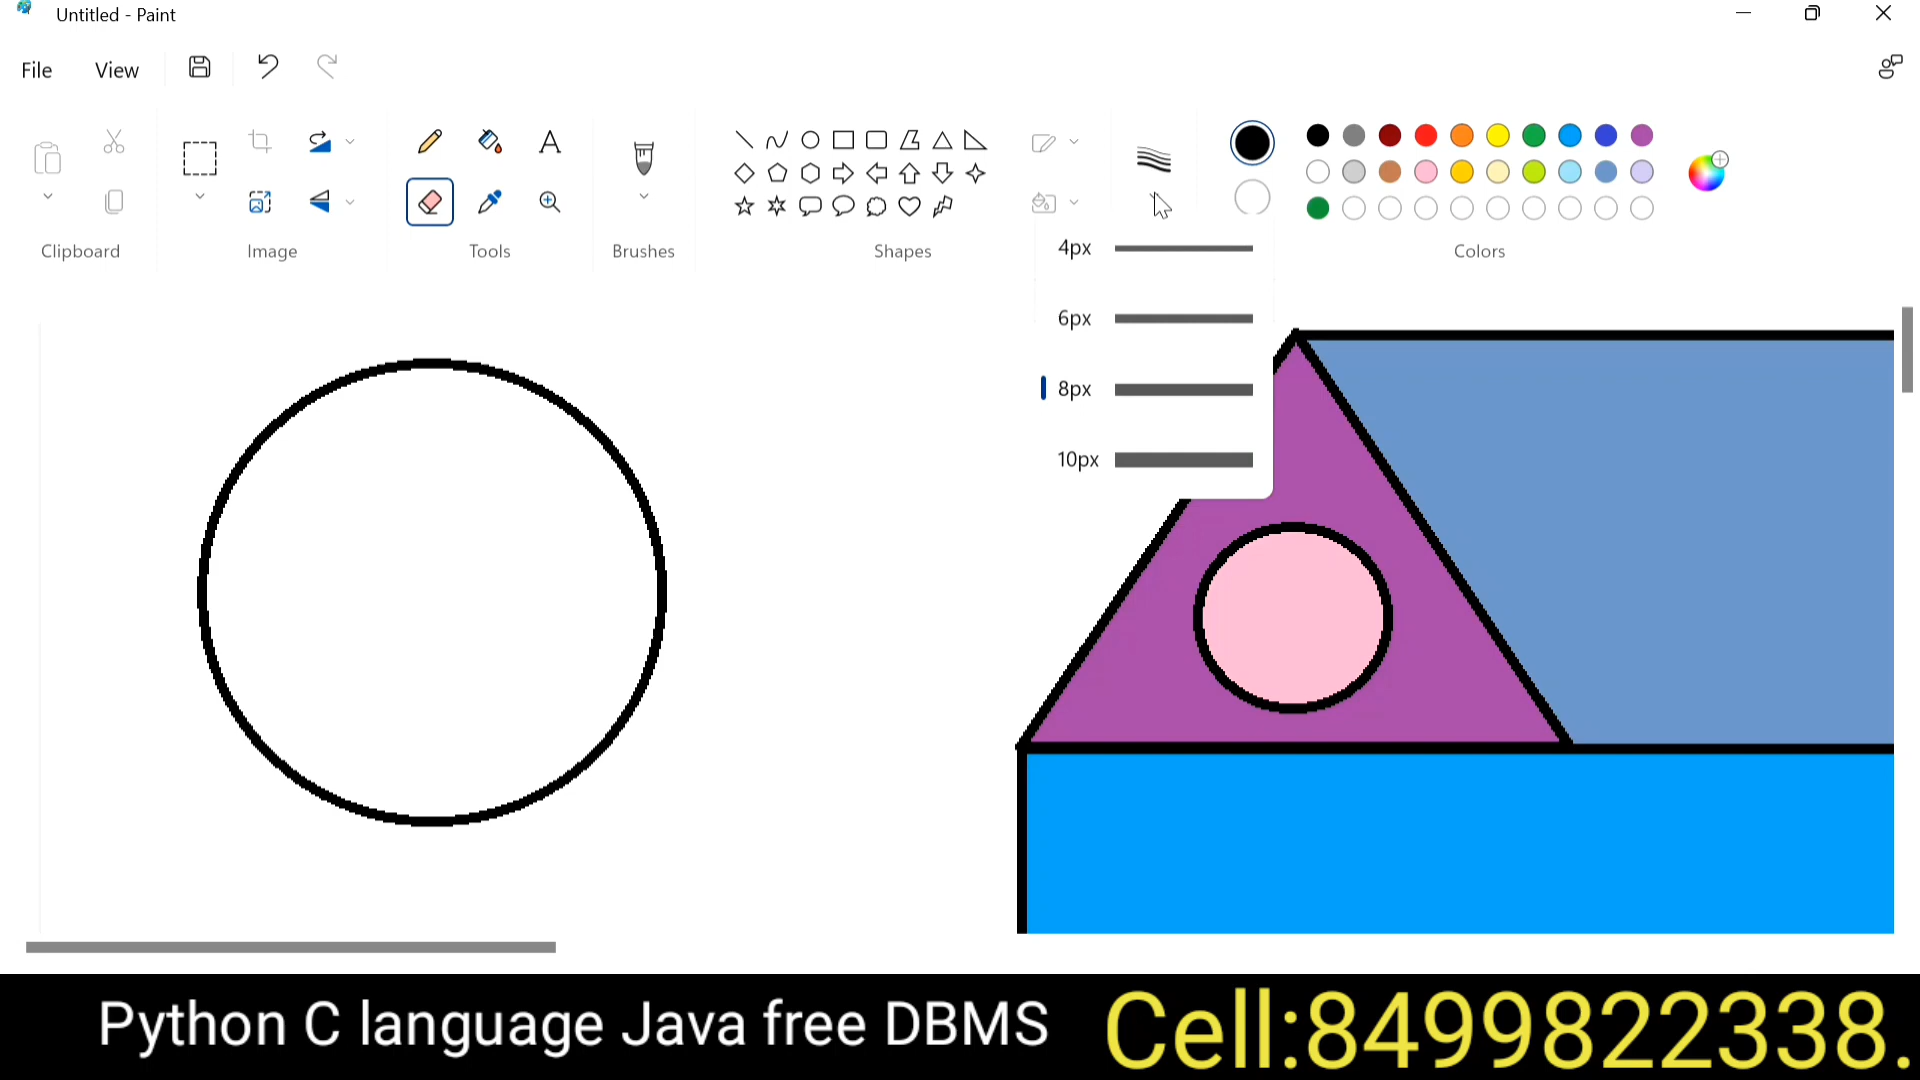 Untitled - Paint
File
View
Clipboard
Image
Tools
Brushes
Shapes
Colors
4px
6px
8px
10px
Python C language Java free DBMS Cell:8499822338.